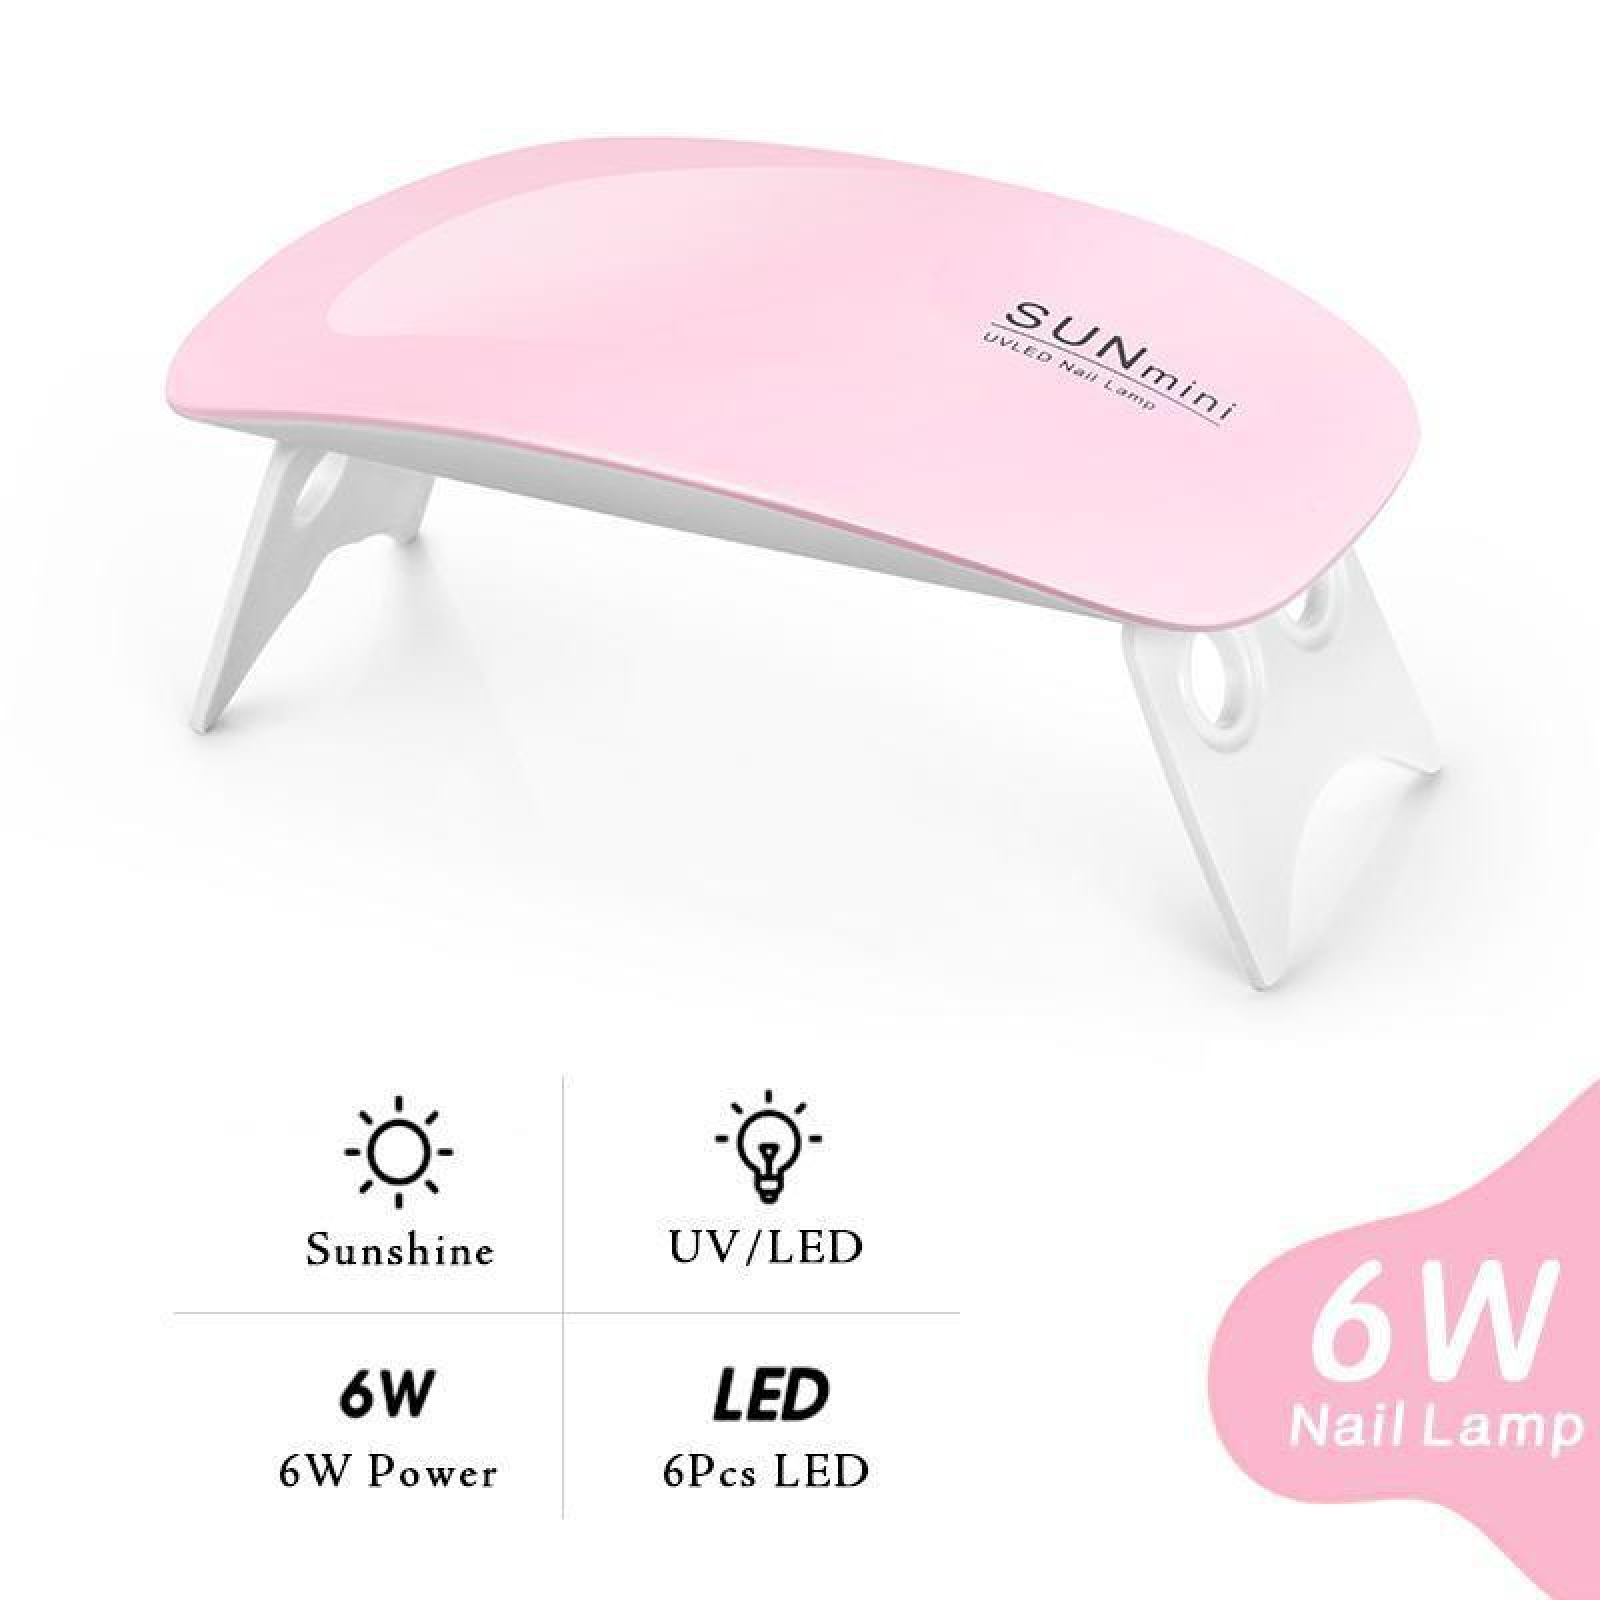 SUNmini
UVLED Nail Lamp
Sunshine
UV/LED
6W
6W Power
LED
6Pcs LED
6W
Nail Lamp